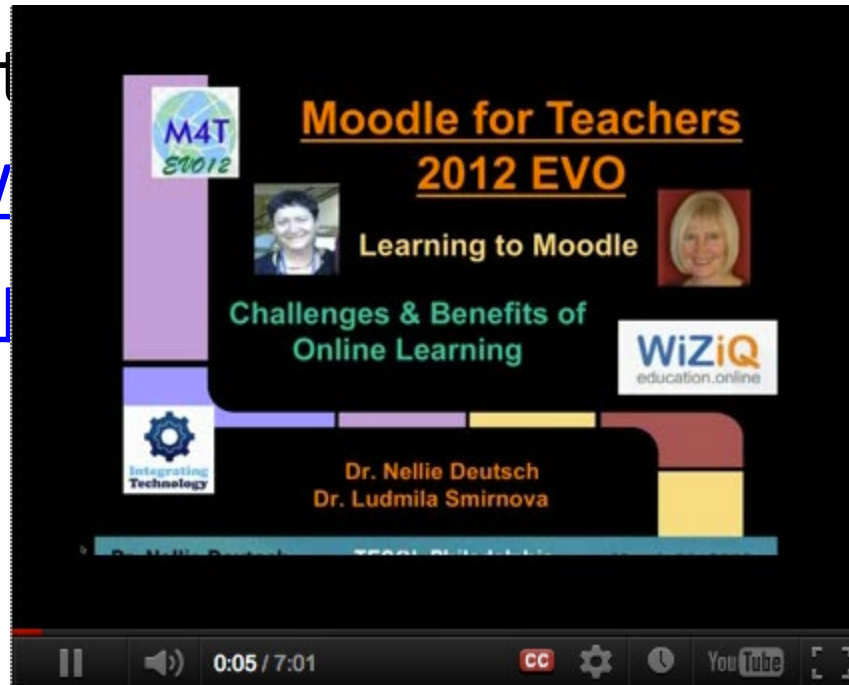 M4T
EVO12
Moodle for Teachers
2012 EVO
Learning to Moodle
Challenges & Benefits of
Online Learning
WiZiQ
education.online
Integrating
Technology
Dr. Nellie Deutsch
Dr. Ludmila Smirnova
0:05 / 7:01
CC
YouTube